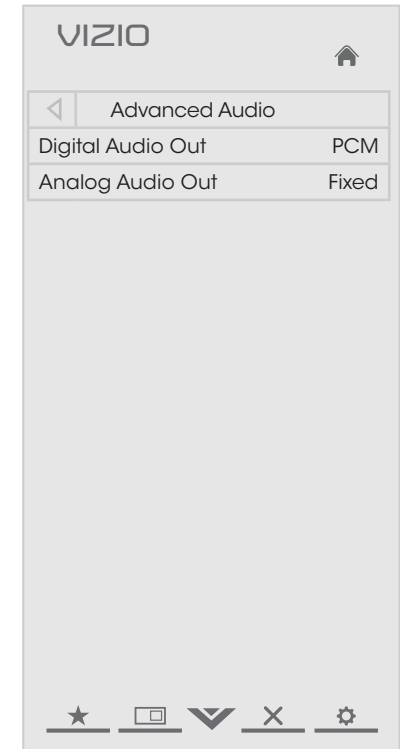 VIZIO
Advanced Audio
Digital Audio Out PCM
Analog Audio Out Fixed